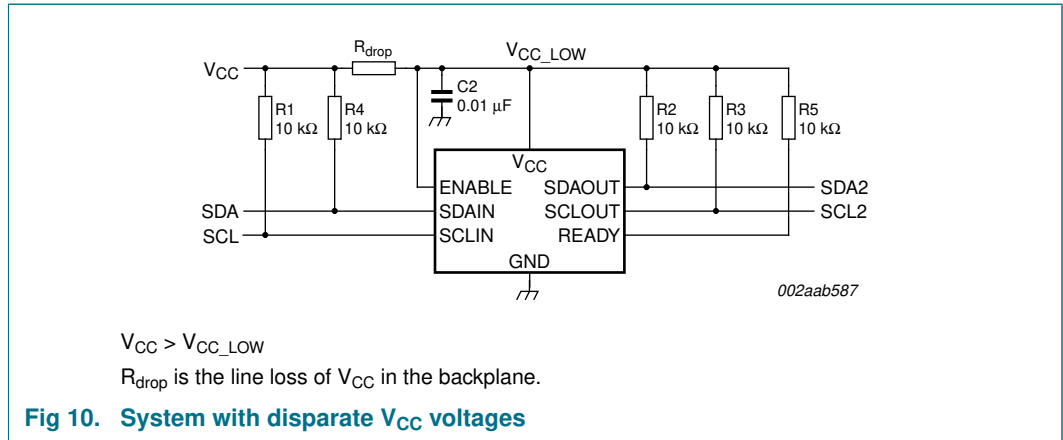 Rdrop
VCC
VCC_LOW
C2
0.01 μF
R1
10 kΩ
R4
10 kΩ
R2
10 kΩ
R3
10 kΩ
R5
10 kΩ
VCC
ENABLE
SDAOUT
SDA2
SDA
SDAIN
SCLOUT
SCL2
SCL
SCLIN
READY
GND
002aab587
VCC > VCC_LOW
Rdrop is the line loss of VCC in the backplane.
Fig 10. System with disparate VCC voltages